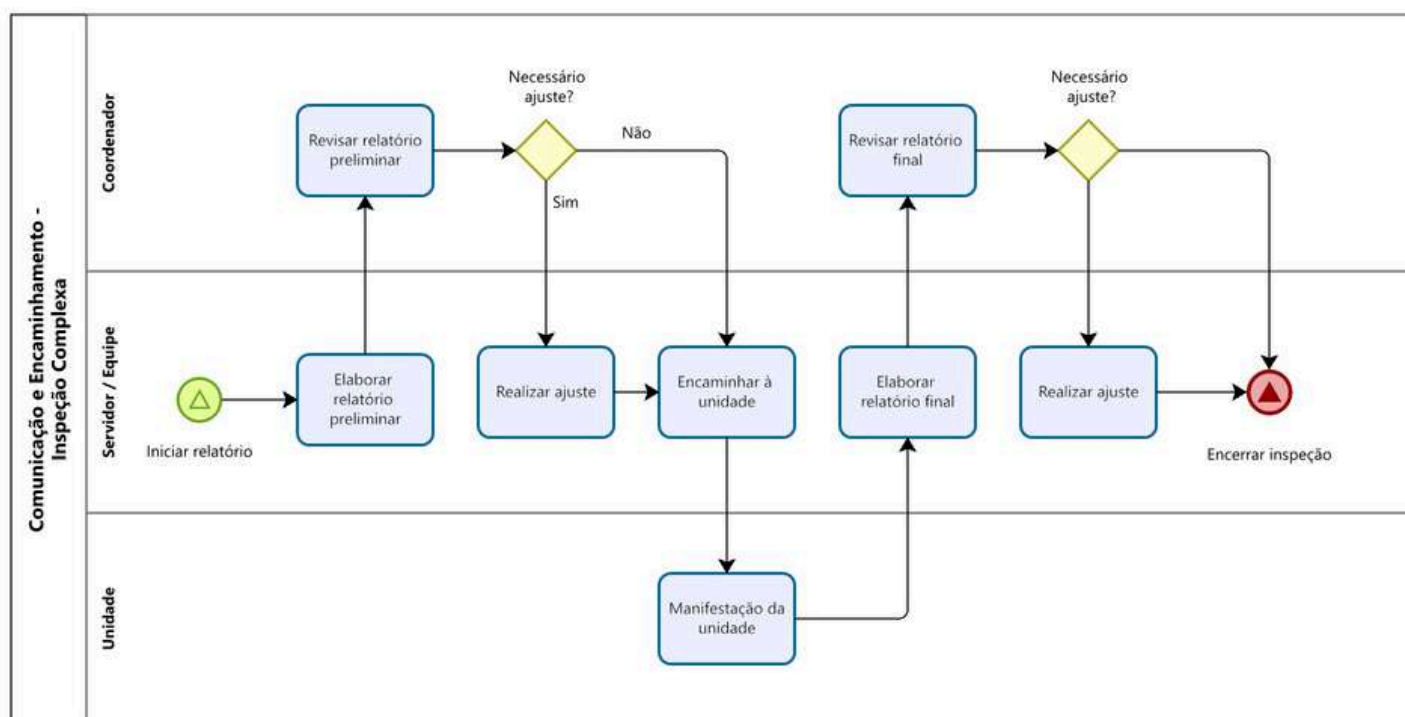 Comunicação e Encaminhamento -
Inspeção Complexa
Coordenador
Revisar relatório
preliminar
Necessário
ajuste?
Não
Sim
Revisar relatório
final
Necessário
ajuste?
Servidor / Equipe
Iniciar relatório
Elaborar
relatório
preliminar
Realizar ajuste
Encaminhar à
unidade
Elaborar
relatório final
Realizar ajuste
Encerrar inspeção
Unidade
Manifestação da
unidade